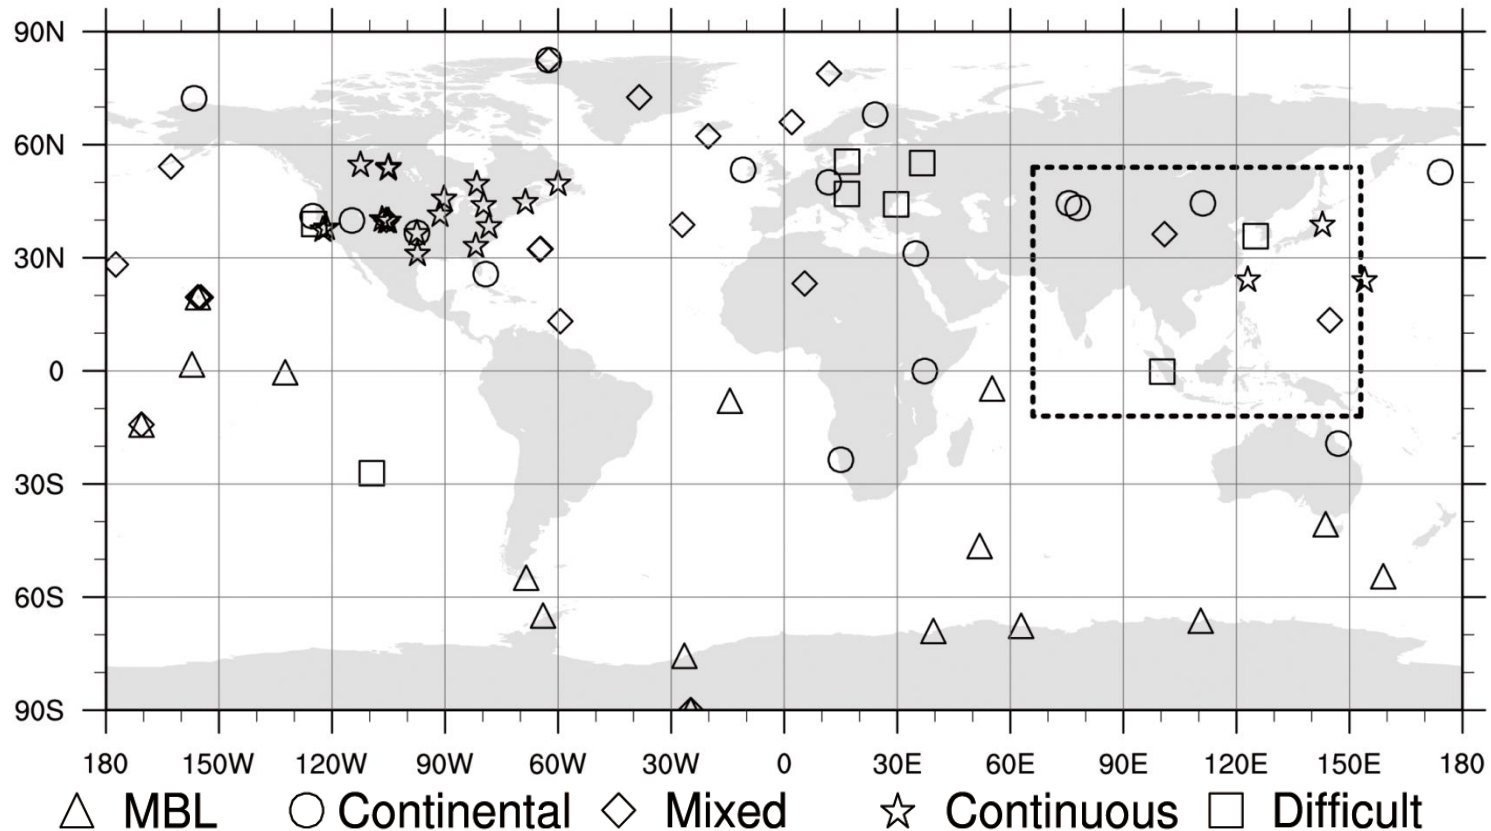 90N
60N
30N
0
30S
60S
90S
180 150W 120W 90W 60W 30W 0 30E 60E 90E 120E 150E 180
MBL Continental Mixed Continuous Difficult